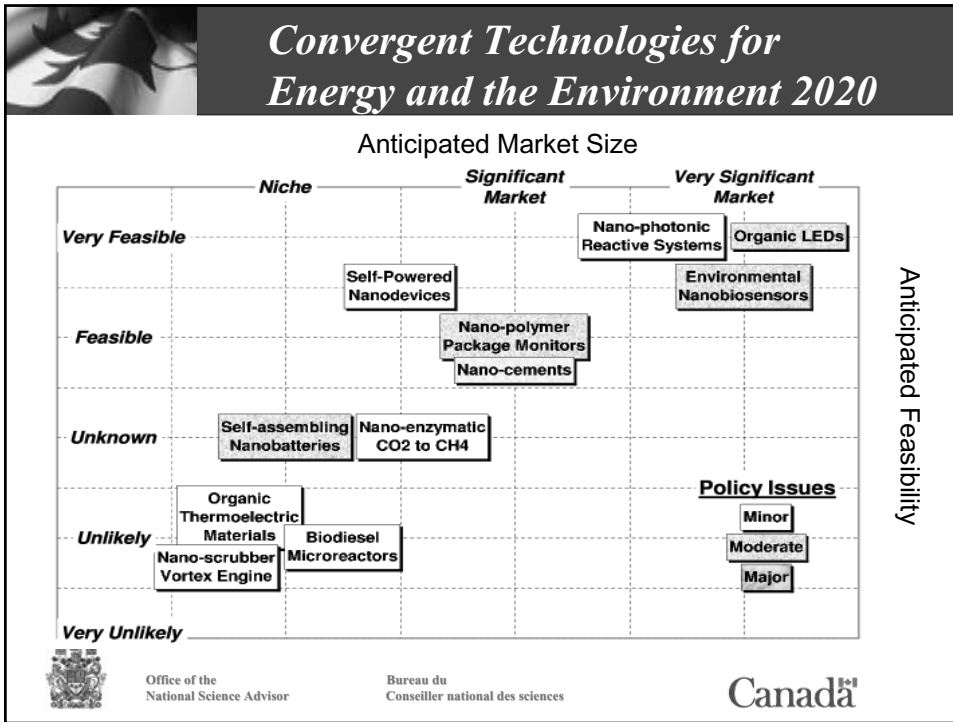 Convergent Technologies for
Energy and the Environment 2020
Anticipated Market Size
Niche
Significant
Market
Very Significant
Market
Very Feasible
Nano-photonic
Reactive Systems
Organic LEDs
Self-Powered
Nanodevices
Environmental
Nanobiosensors
Feasible
Nano-polymer
Package Monitors
Nano-cements
Anticipated Feasibility
Unknown
Self-assembling
Nanobatteries
Nano-enzymatic
CO2 to CH4
Unlikely
Organic
Thermoelectric
Materials
Biodiesel
Microreactors
Nano-scrubber
Vortex Engine
Policy Issues
Minor
Moderate
Major
Very Unlikely
Office of the
National Science Advisor
Bureau du
Conseiller national des sciences
Canada